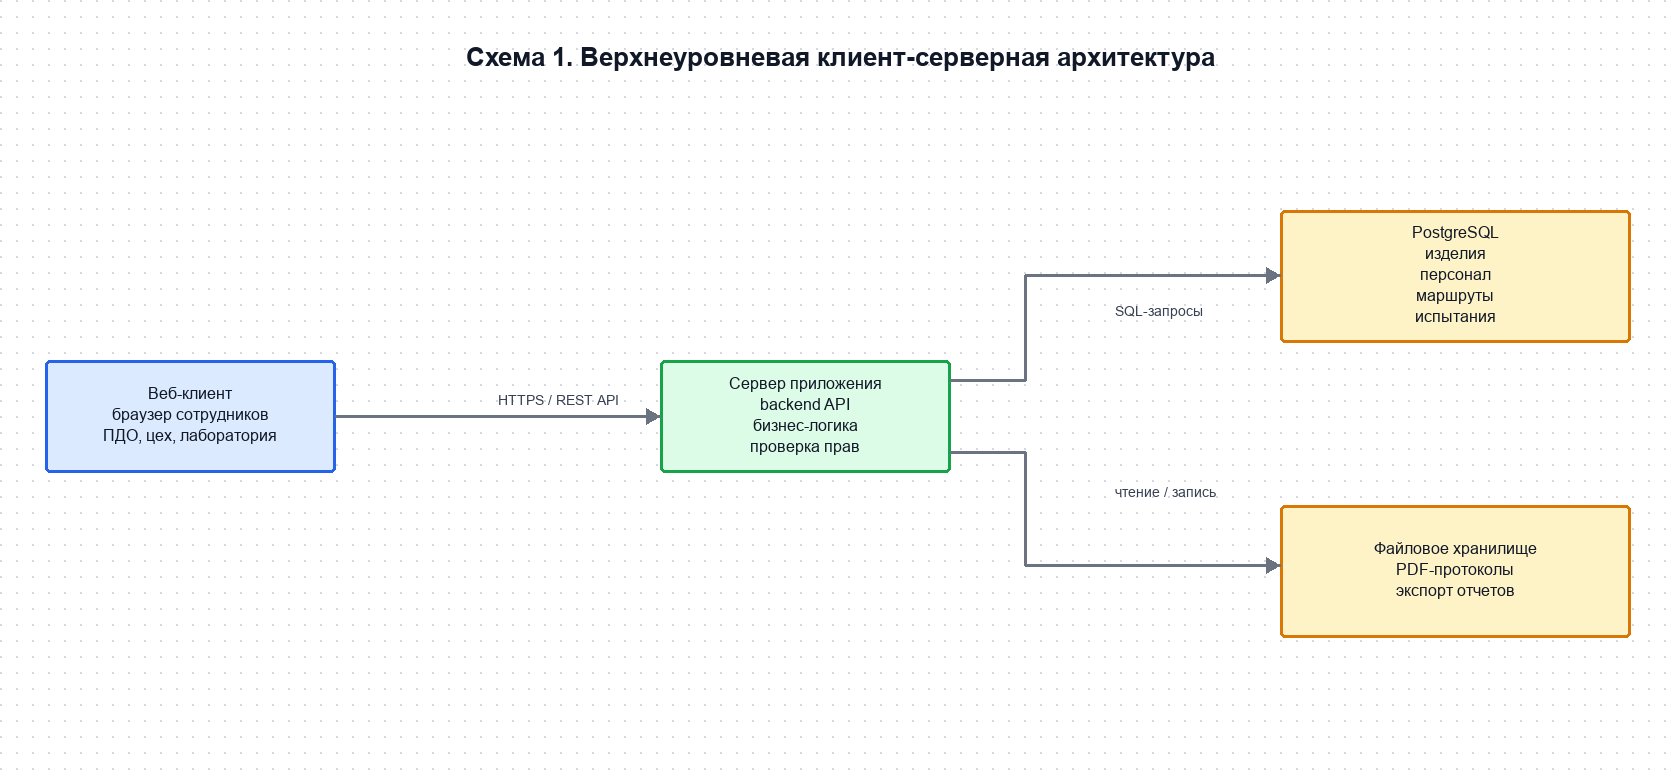 Схема 1. Верхнеуровневая клиент-серверная архитектура
Веб-клиент
браузер сотрудников
ПДО, цех, лаборатория
HTTPS / REST API
Сервер приложения
backend API
бизнес-логика
проверка прав
SQL-запросы
PostgreSQL
изделия
персонал
маршруты
испытания
чтение / запись
Файловое хранилище
PDF-протоколы
экспорт отчетов